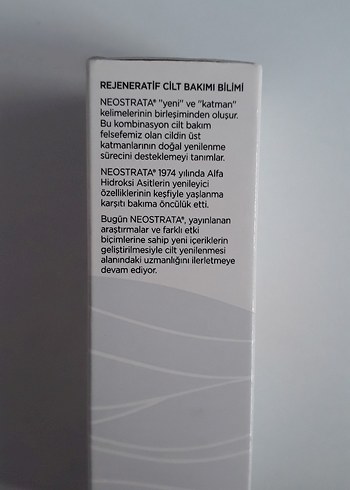 REJENERATİF CİLT BAKIMI BİLİMİ
NEOSTRATA® "yeni" ve "katman"
kelimelerinin birleşiminden oluşur.
Bu kombinasyon cilt bakım
felsefemiz olan cildin üst
katmanlarının doğal yenilenme
sürecini desteklemeyi tanımlar.
NEOSTRATA® 1974 yılında Alfa
Hidroksi Asitlerin yenileyici
özelliklerinin keşfiyle yaşlanma
karşıtı bakıma öncülük etti.
Bugün NEOSTRATA®, yayınlanan
araştırmalar ve farklı etki
biçimlerine sahip yeni içeriklerin
geliştirilmesiyle cilt yenilenmesi
alanındaki uzmanlığını ilerletmeye
devam ediyor.